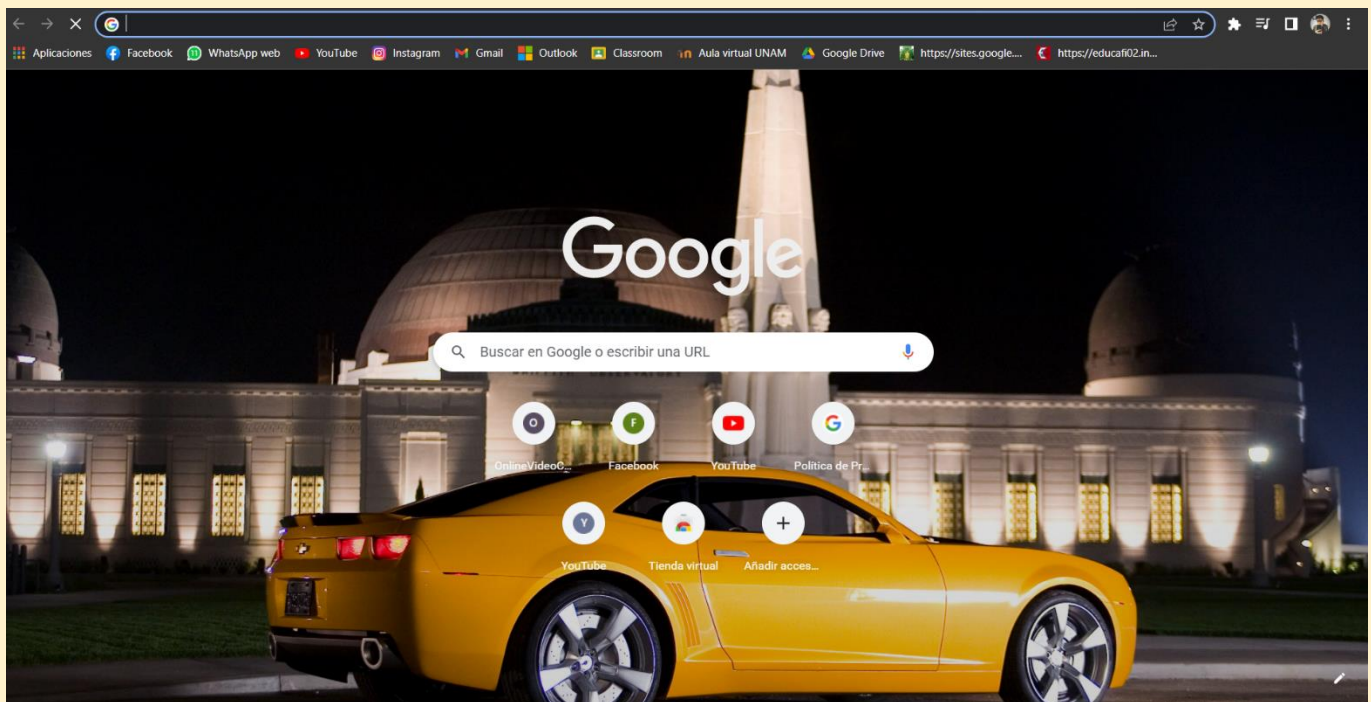 Aplicaciones Facebook WhatsApp web YouTube Instagram Gmail Outlook Classroom Aula virtual UNAM Google Drive https://sites.google.... https://educafi02.in...
Google
Buscar en Google o escribir una URL
O F
OnlineVideoC... Facebook YouTube Política de Pr...
Y
YouTube Tienda virtual Añadir acces...